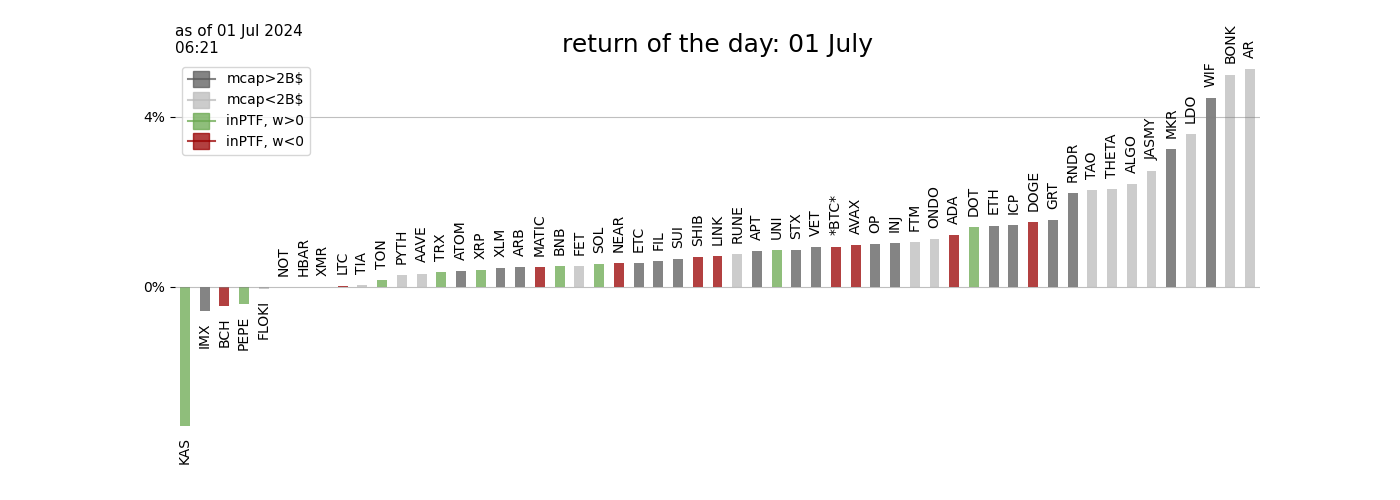 as of 01 Jul 2024
06:21
return of the day: 01 July
mcap>2B$
mcap<2B$
inPTF, w>0
inPTF, w<0
4%
0%
KAS
IMX
BCH
PEPE
FLOKI
NOT
HBAR
XMR
LTC
TIA
TON
PYTH
AAVE
TRX
ATOM
XRP
XLM
ARB
MATIC
BNB
FET
SOL
NEAR
ETC
FIL
SUI
SHIB
LINK
RUNE
APT
UNI
STX
VET
*BTC*
AVAX
OP
INJ
FTM
ONDO
ADA
DOT
ETH
ICP
DOGE
GRT
RNDR
TAO
THETA
ALGO
JASMY
MKR
LDO
WIF
BONK
AR